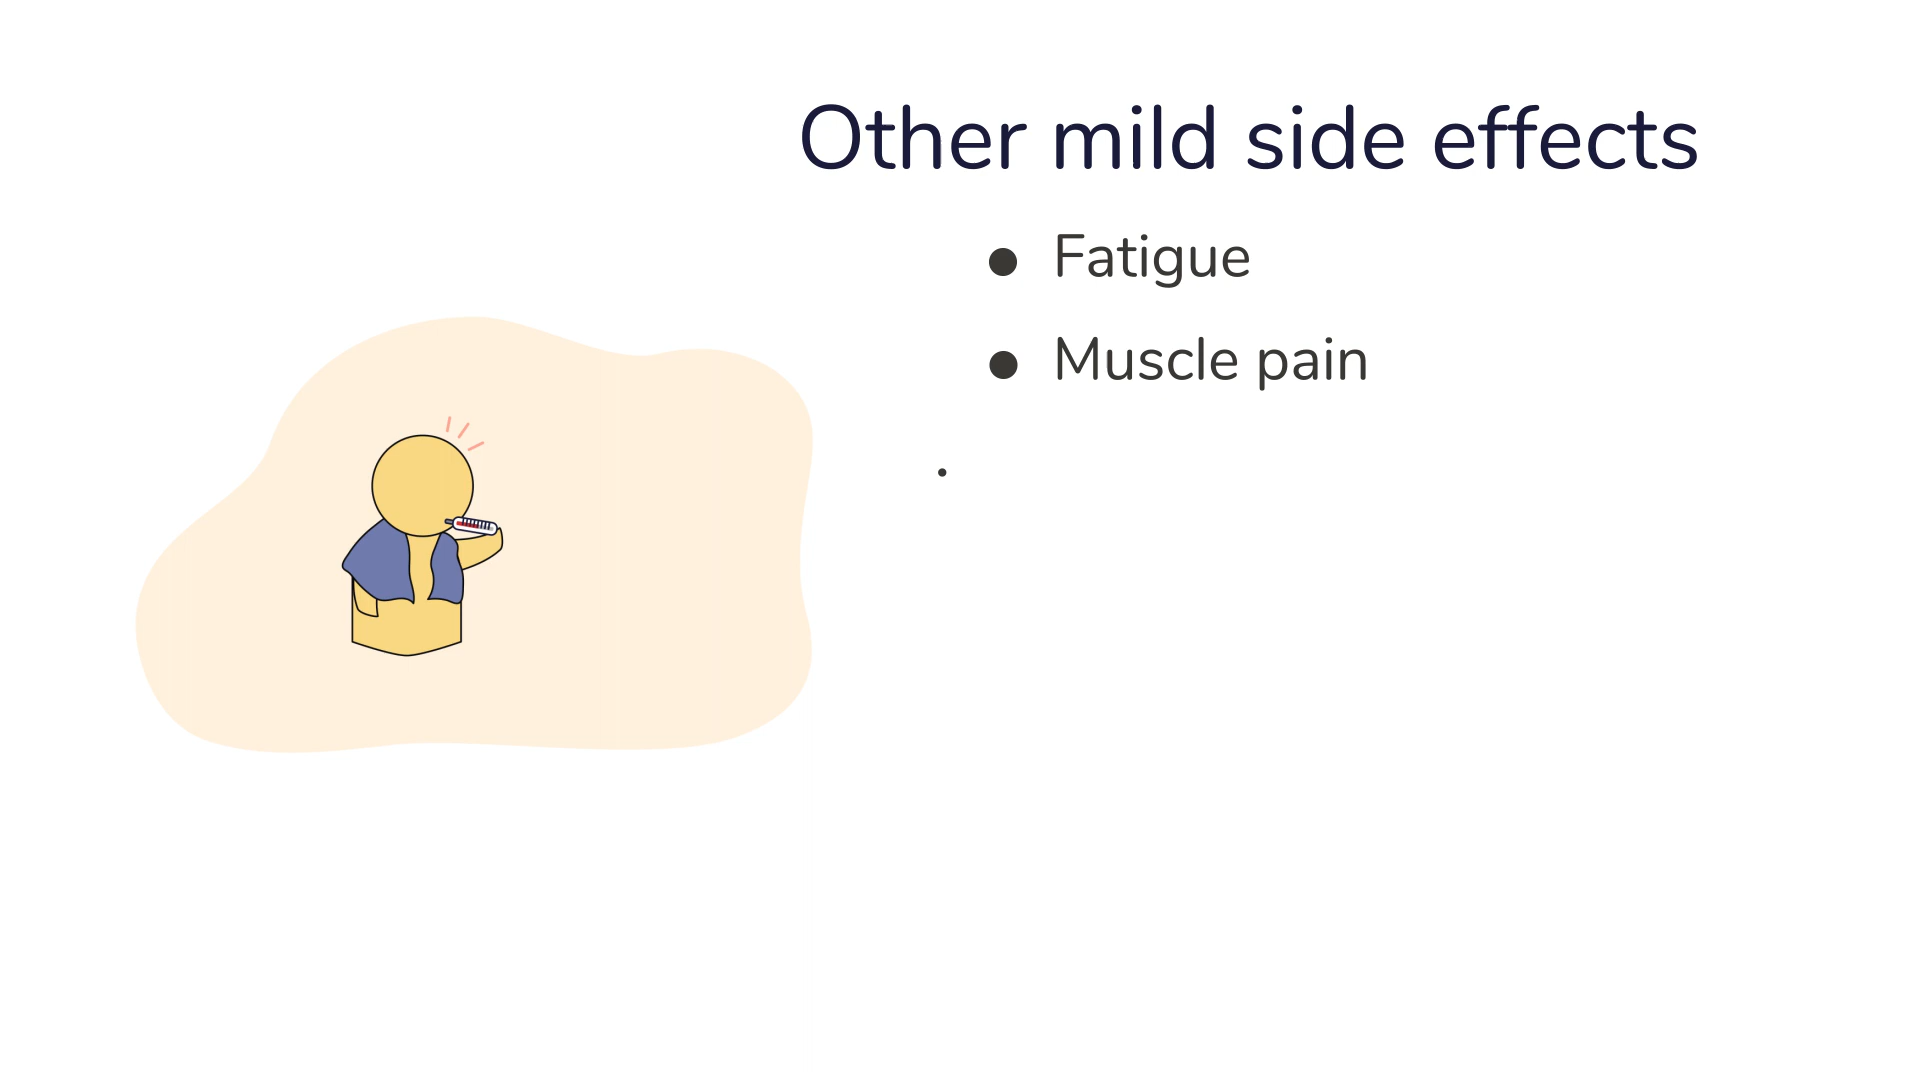 Other mild side effects
● Fatigue
● Muscle pain
•